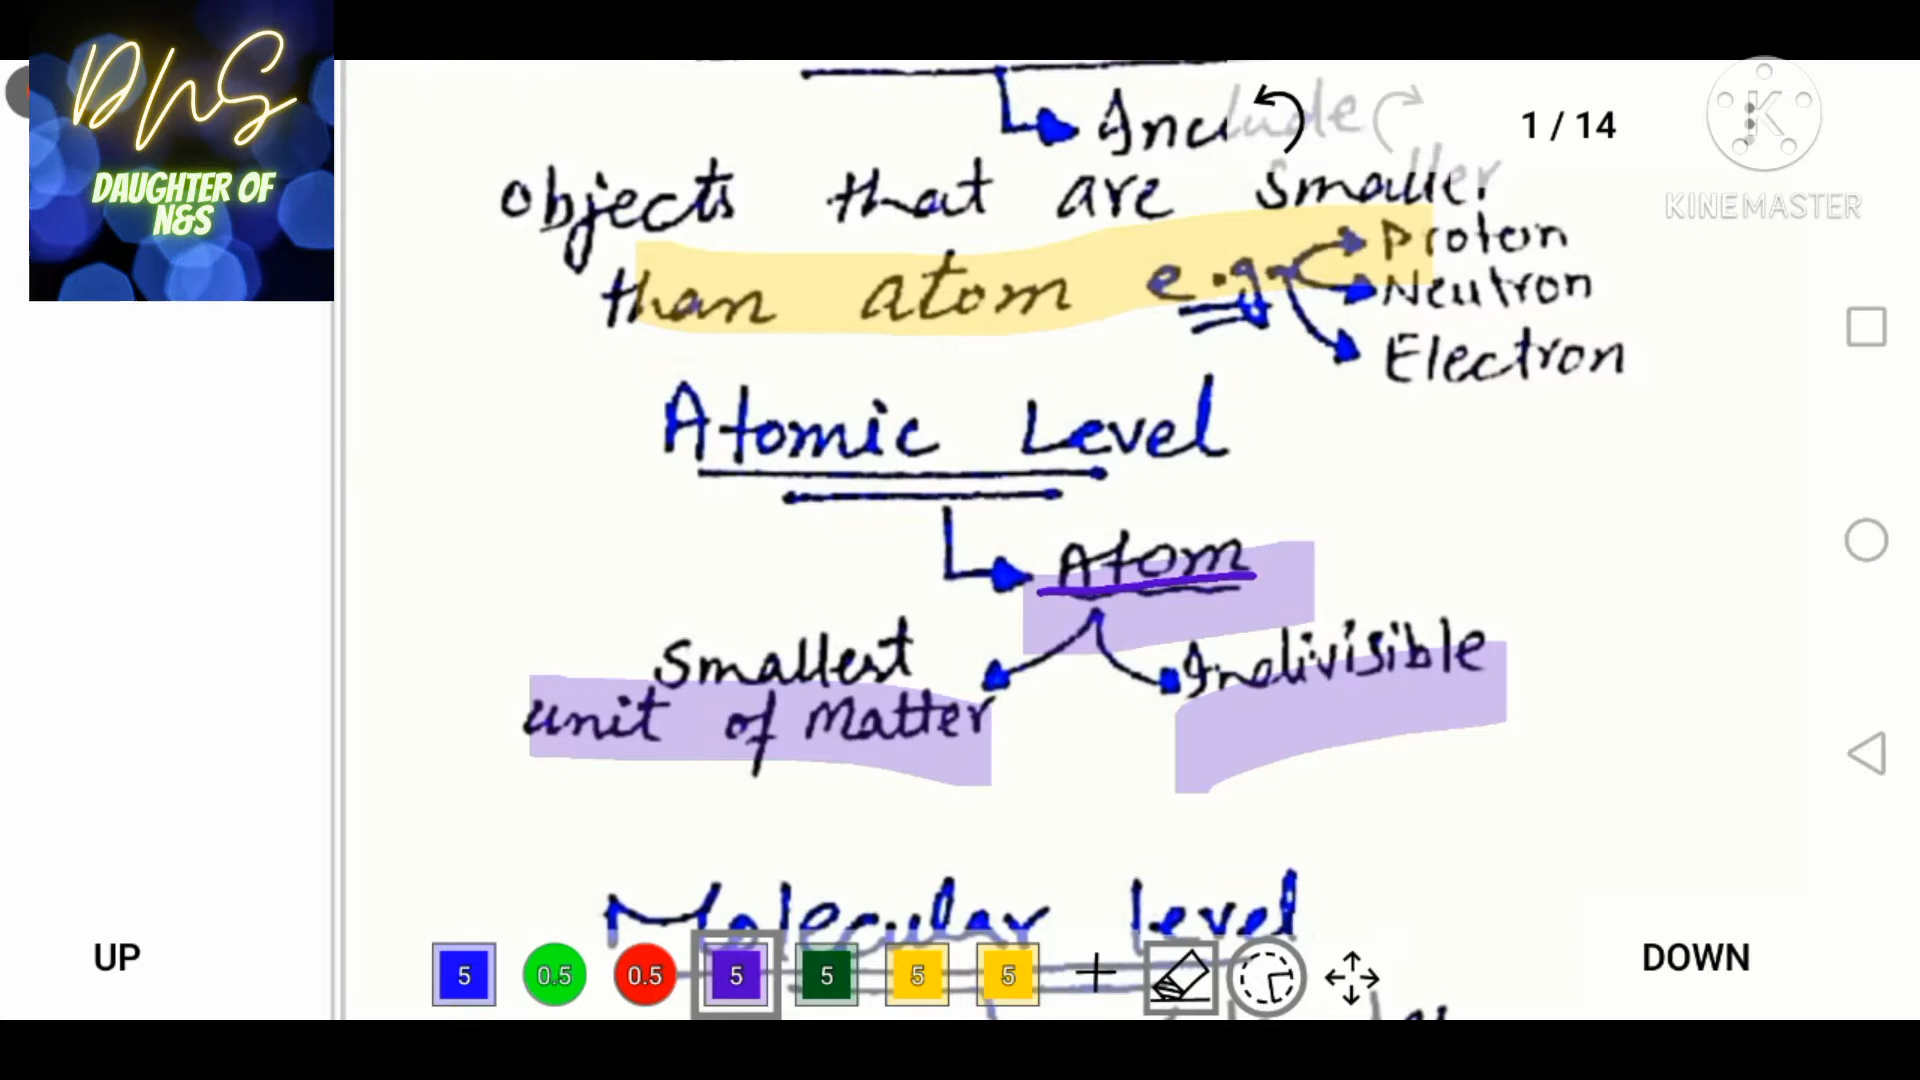 DNS
DAUGHTER OF
N&S
Include
1 / 14
KINEMASTER
objects that are smaller
than atom e.g.
Proton
Neutron
Electron
Atomic Level
Atom
Smallest
unit of Matter
Indivisible
Molecular level
UP
DOWN
5
0.5
0.5
5
5
5
5